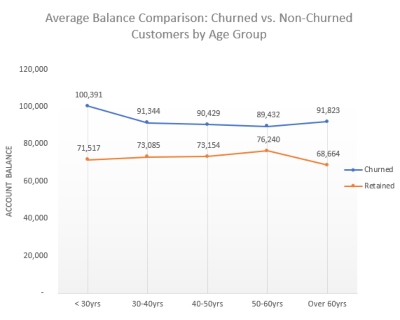 Average Balance Comparison: Churned vs. Non-Churned
Customers by Age Group
120,000
100,000
80,000
60,000
40,000
20,000
-
ACCOUNT BALANCE
100,391
91,344
90,429
89,432
91,823
71,517
73,085
73,154
76,240
68,664
< 30yrs
30-40yrs
40-50yrs
50-60yrs
Over 60yrs
Churned
Retained